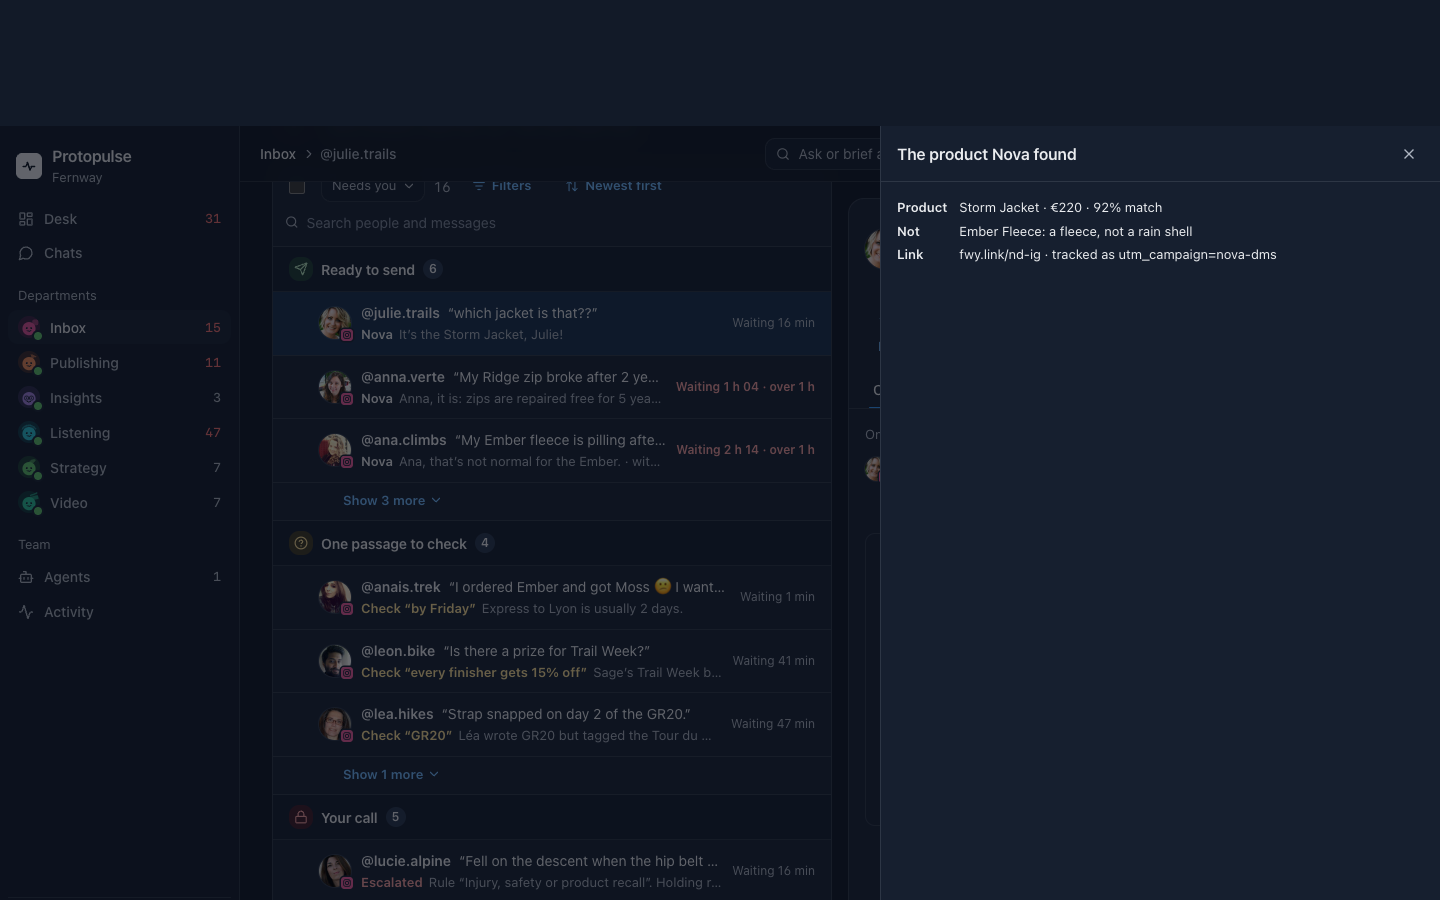 Protopulse
Fernway
Desk 31
Chats
Departments
Inbox 15
Publishing 11
Insights 3
Listening 47
Strategy 7
Video 7
Team
Agents 1
Activity
Inbox > @julie.trails
Ask or brief a
Needs you 16 Filters Newest first
Search people and messages
Ready to send 6
@julie.trails “which jacket is that??”
Nova It's the Storm Jacket, Julie!
Waiting 16 min
@anna.verte “My Ridge zip broke after 2 ye...
Nova Anna, it is: zips are repaired free for 5 yea...
Waiting 1 h 04 · over 1 h
@ana.climbs “My Ember fleece is pilling afte...
Nova Ana, that's not normal for the Ember. · wit...
Waiting 2 h 14 · over 1 h
Show 3 more
One passage to check 4
@anais.trek “I ordered Ember and got Moss 😕 I want...
Check “by Friday” Express to Lyon is usually 2 days.
Waiting 1 min
@leon.bike “Is there a prize for Trail Week?”
Check “every finisher gets 15% off” Sage's Trail Week b...
Waiting 41 min
@lea.hikes “Strap snapped on day 2 of the GR20.”
Check “GR20” Léa wrote GR20 but tagged the Tour du ...
Waiting 47 min
Show 1 more
Your call 5
@lucie.alpine “Fell on the descent when the hip belt ...
Escalated Rule “Injury, safety or product recall”. Holding r...
Waiting 16 min
The product Nova found
Product Storm Jacket · €220 · 92% match
Not Ember Fleece: a fleece, not a rain shell
Link fwy.link/nd-ig · tracked as utm_campaign=nova-dms